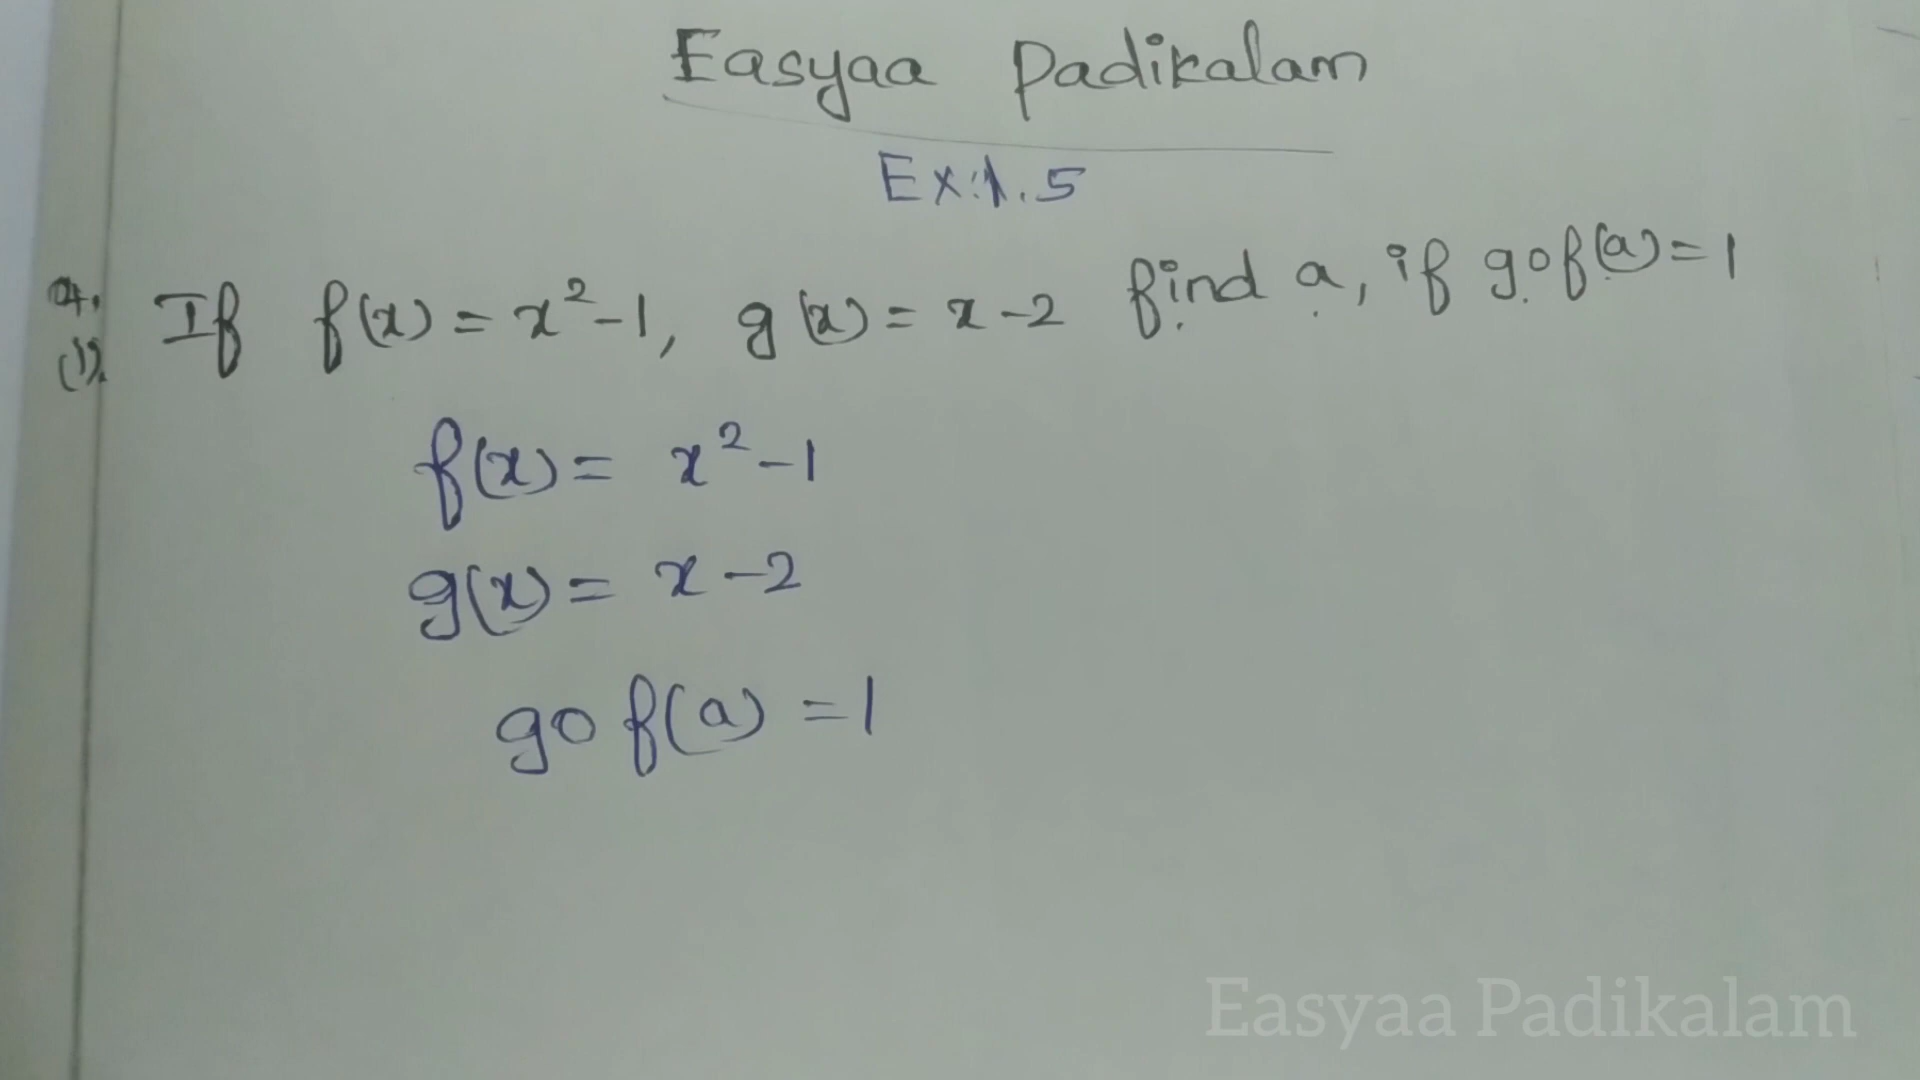 Easyaa Padikalam
Ex:1.5
4. If f(x) = x²-1, g(x) = x-2 find a, if gof(a) = 1
(i).
f(x) = x²-1
g(x) = x-2
gof(a) = 1
Easyaa Padikalam